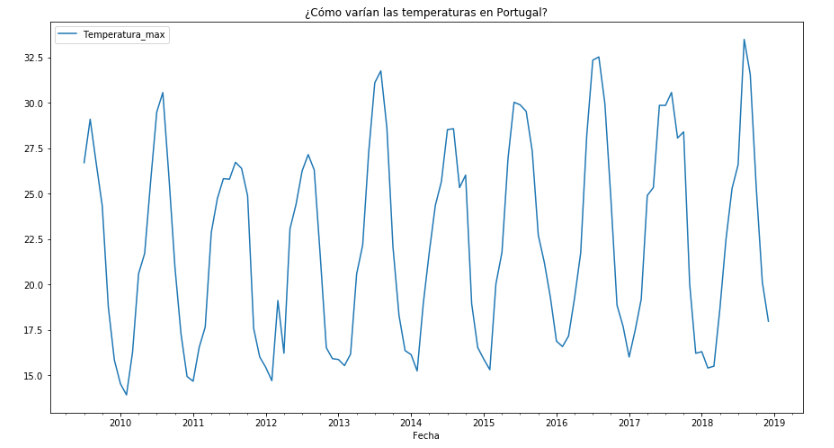 ¿Cómo varían las temperaturas en Portugal?
Temperatura_max
32.5
30.0
27.5
25.0
22.5
20.0
17.5
15.0
2010 2011 2012 2013 2014 2015 2016 2017 2018 2019
Fecha